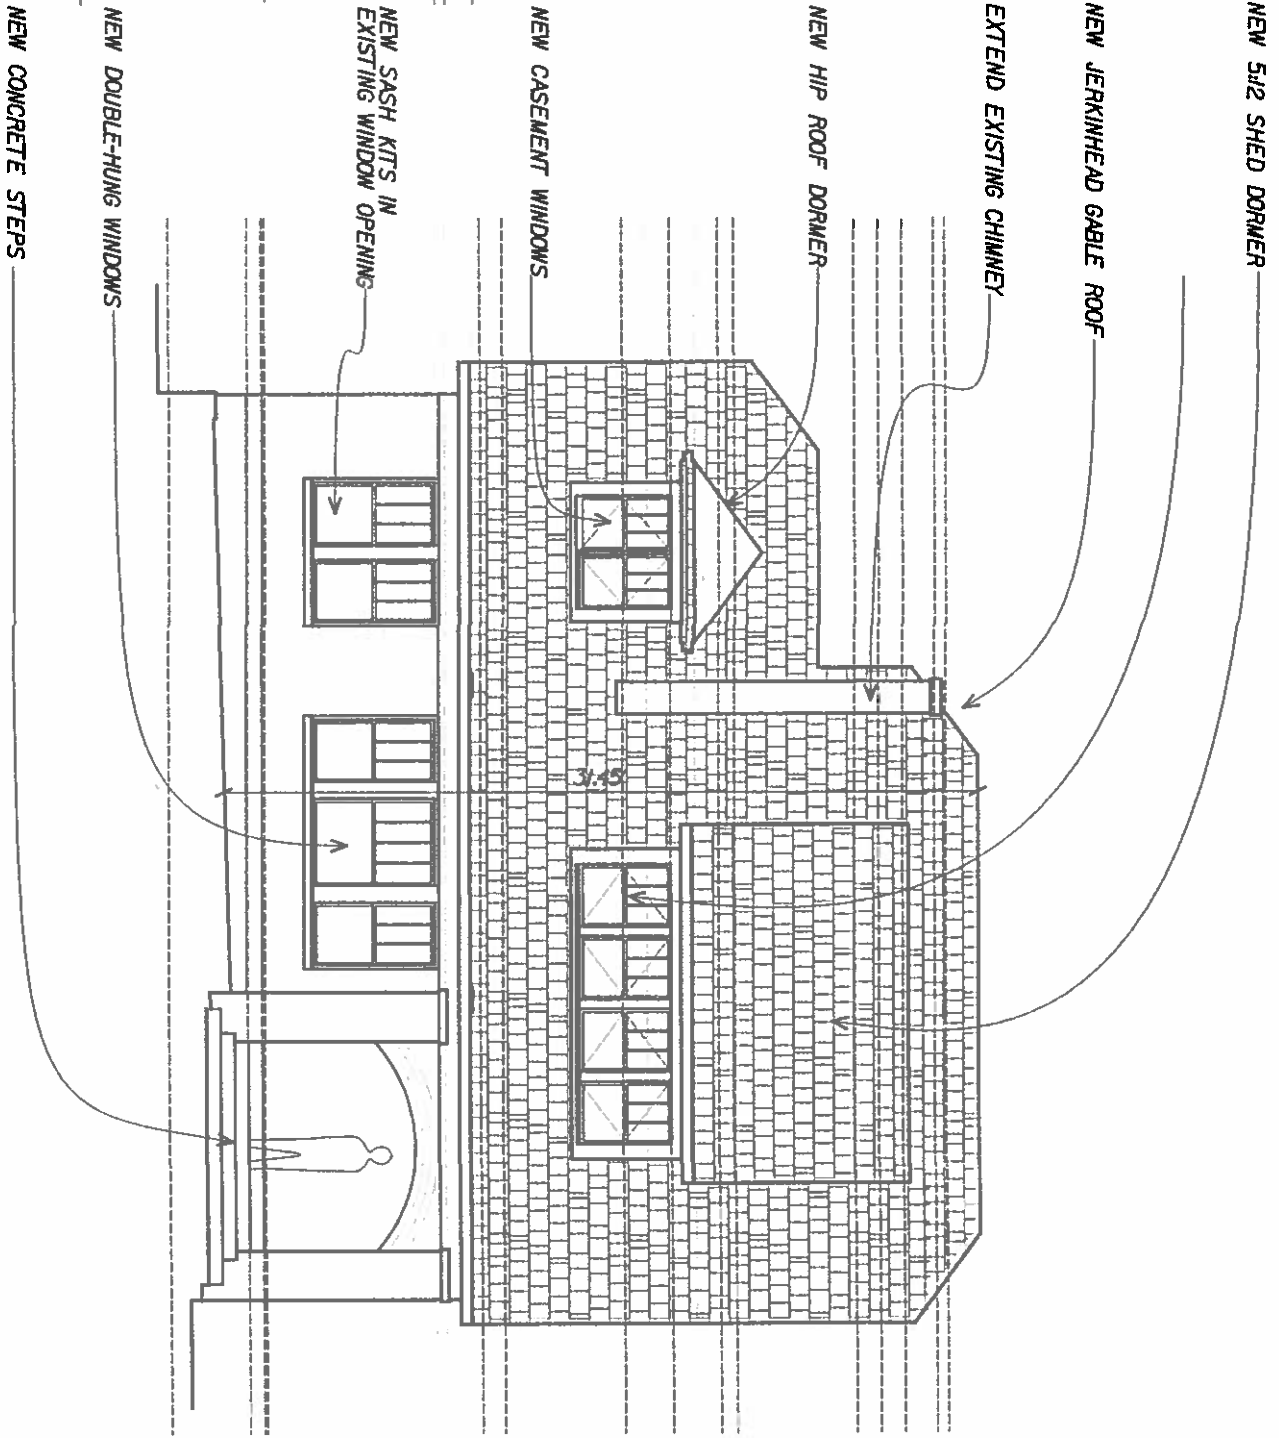 NEW 5:12 SHED DORMER
NEW JERKINHEAD GABLE ROOF
EXTEND EXISTING CHIMNEY
NEW HIP ROOF DORMER
NEW CASEMENT WINDOWS
NEW SASH KITS IN
EXISTING WINDOW OPENING
NEW DOUBLE-HUNG WINDOWS
NEW CONCRETE STEPS
31.45'